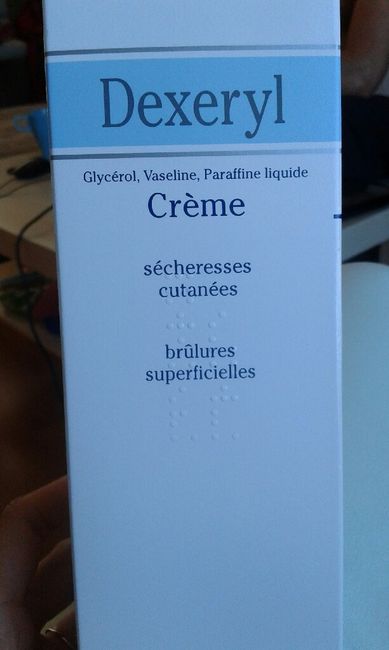 Dexeryl
Glycérol, Vaseline, Paraffine liquide
Crème
sécheresses
cutanées
brûlures
superficielles